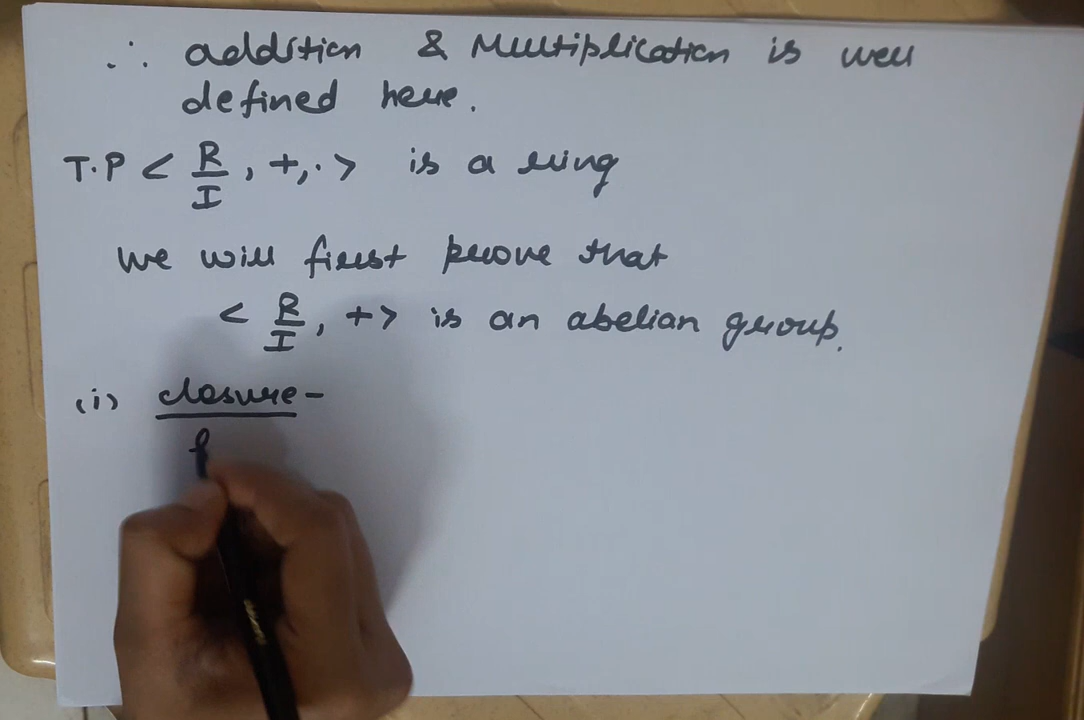 ∴ addition & Multiplication is well
defined here.
T.P < R/I, +, . > is a ring
We will first prove that
< R/I, + > is an abelian group.
(i) closure -
f